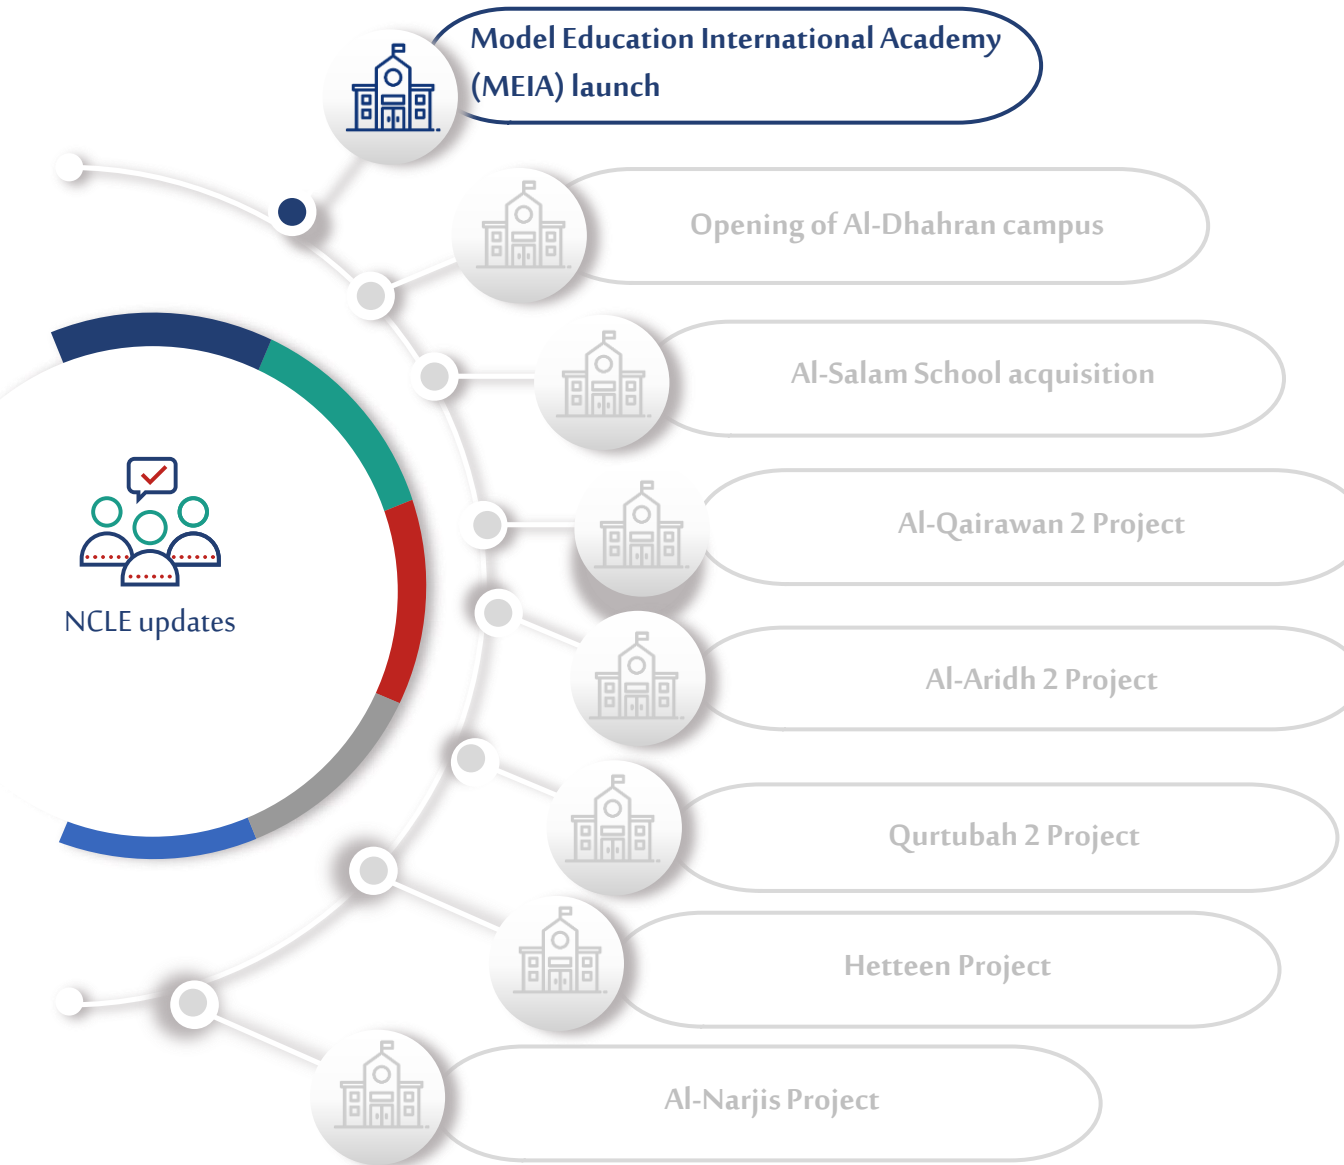 Model Education International Academy
(MEIA) launch
Opening of Al-Dhahran campus
Al-Salam School acquisition
Al-Qairawan 2 Project
NCLE updates
Al-Aridh 2 Project
Qurtubah 2 Project
Hetteen Project
Al-Narjis Project